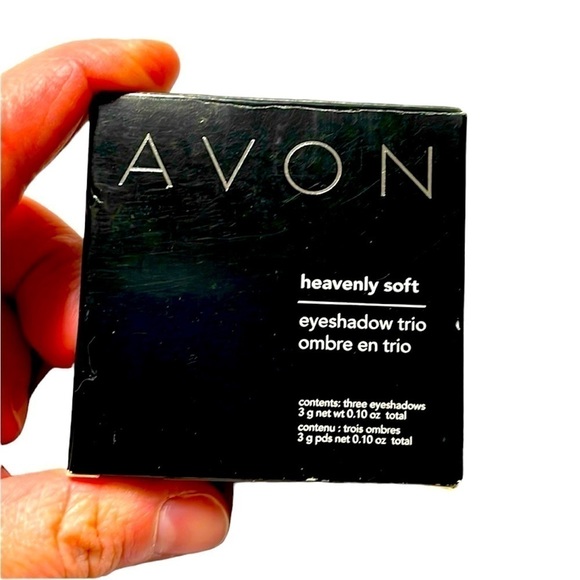 AVON
heavenly soft
eyeshadow trio
ombre en trio
contents: three eyeshadows
3 g net wt 0.10 oz total
contenu : trois ombres
3 g pds net 0.10 oz total